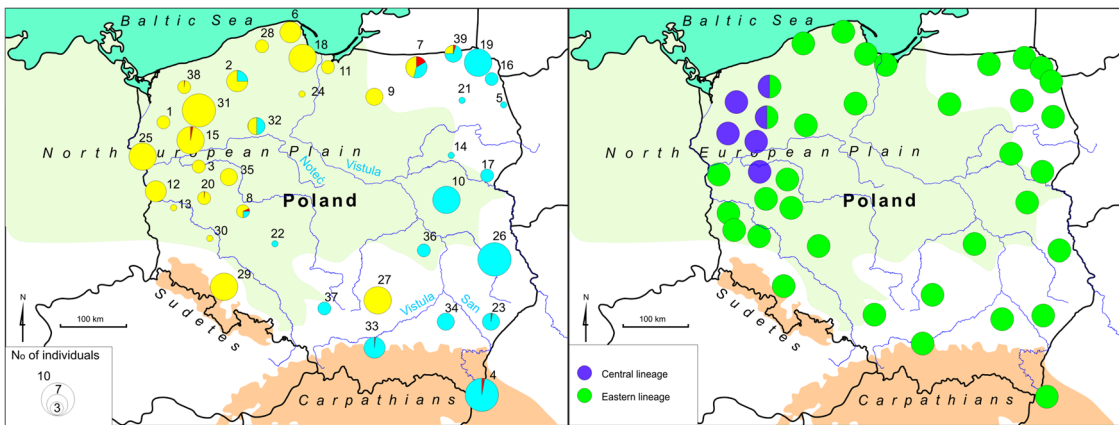 Baltic Sea
6
28
18
39
7
19
2
11
16
38
24
9
21
5
31
1
32
15
25
14
North European Plain
3
Noteć
Vistula
35
17
12
20
10
8
13
Poland
30
22
36
26
29
27
Vistula
San
37
34
23
33
Sudetes
N
100 km
No of individuals
10
7
3
4
Carpathians
Baltic Sea
North European Plain
Poland
Sudetes
N
100 km
Central lineage
Eastern lineage
Carpathians